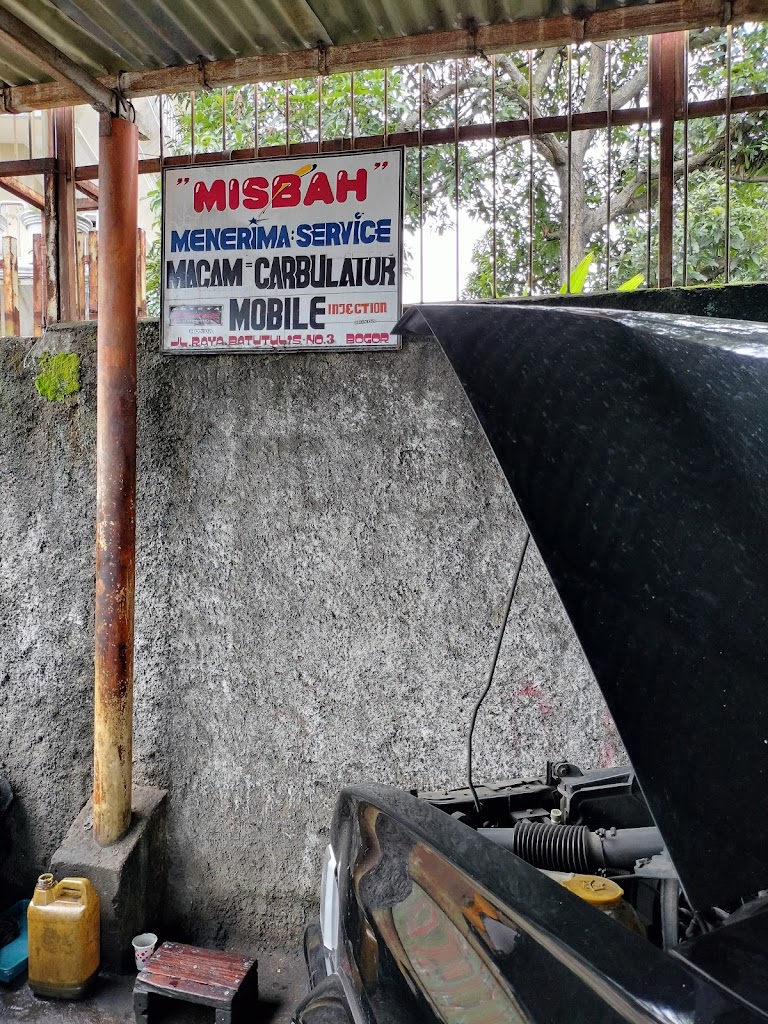 "MISBAH"
MENERIMA:SERVICE
MACAM=CARBULATUR
MOBILE INJECTION
JL.RAYA.BATUTULIS.NO.3 BOGOR